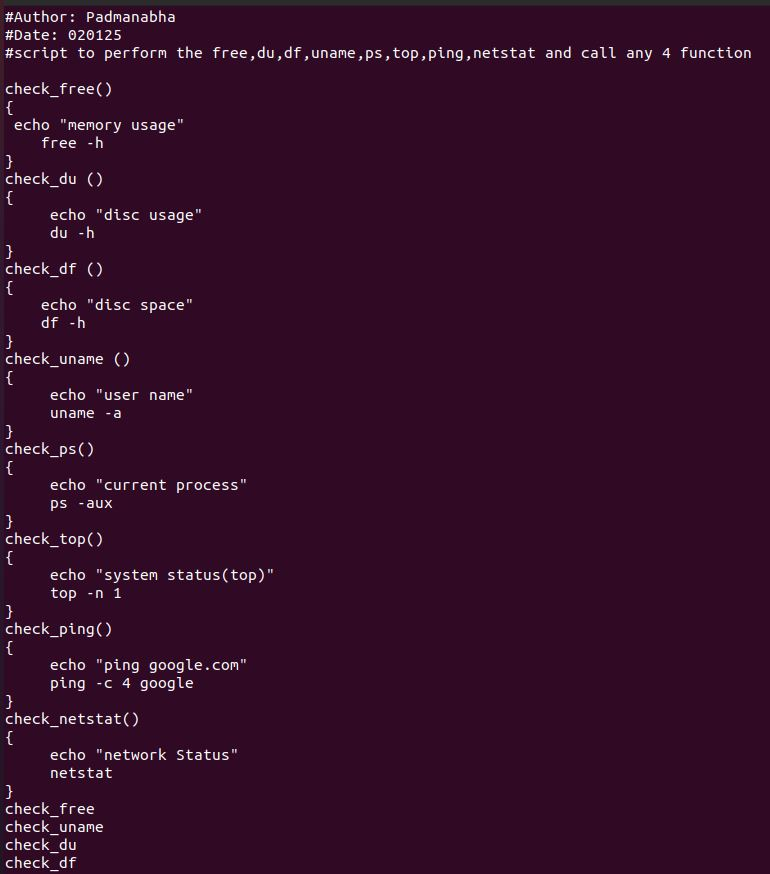 #Author: Padmanabha
#Date: 020125
#script to perform the free,du,df,uname,ps,top,ping,netstat and call any 4 function

check_free()
{
 echo "memory usage"
    free -h
}
check_du ()
{
     echo "disc usage"
     du -h
}
check_df ()
{
    echo "disc space"
    df -h
}
check_uname ()
{
     echo "user name"
     uname -a
}
check_ps()
{
     echo "current process"
     ps -aux
}
check_top()
{
     echo "system status(top)"
     top -n 1
}
check_ping()
{
     echo "ping google.com"
     ping -c 4 google
}
check_netstat()
{
     echo "network Status"
     netstat
}
check_free
check_uname
check_du
check_df